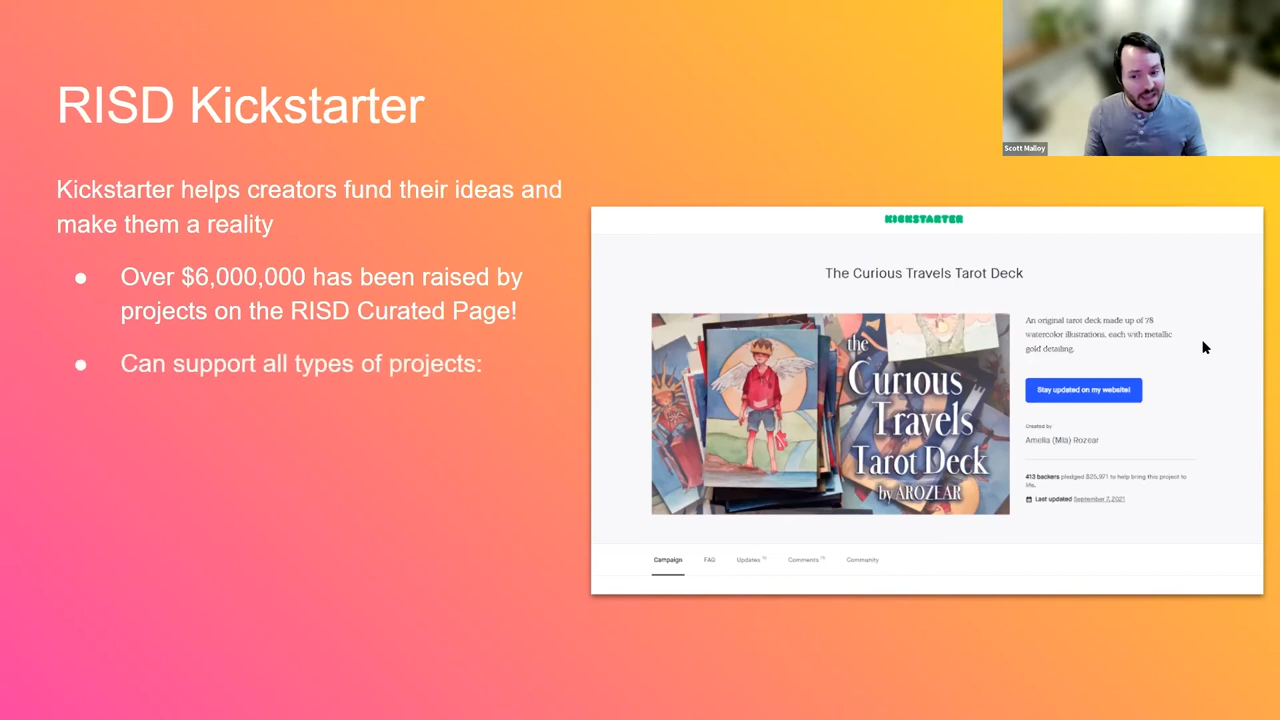 RISD Kickstarter
Kickstarter helps creators fund their ideas and
make them a reality
● Over $6,000,000 has been raised by
projects on the RISD Curated Page!
● Can support all types of projects:
Scott Malloy
KICKSTARTER
The Curious Travels Tarot Deck
the
Curious
Travels
Tarot Deck
by AROZEAR
An original tarot deck made up of 78
watercolor illustrations, each with metallic
gold detailing.
Stay updated on my website!
Created by
Amelia (Mia) Rozear
413 backers pledged $25,971 to help bring this project to
life.
Last updated September 7, 2021
Campaign FAQ Updates Comments Community